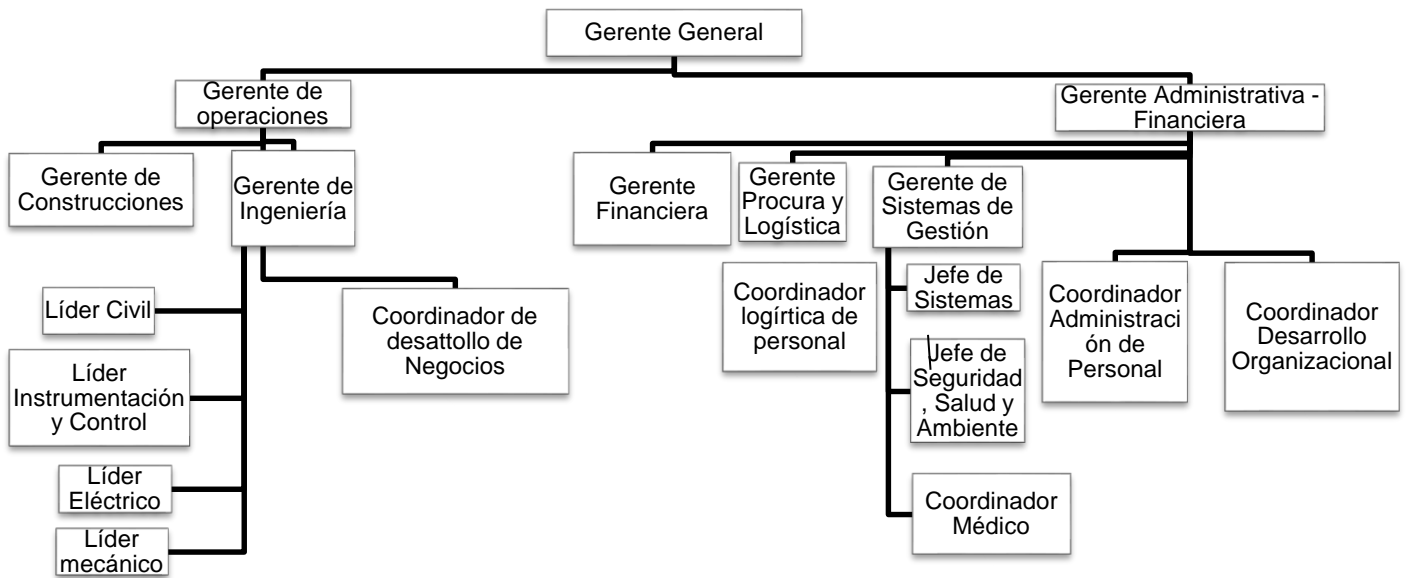 Gerente General
Gerente de
operaciones
Gerente Administrativa -
Financiera
Gerente de
Construcciones
Gerente de
Ingeniería
Gerente
Financiera
Gerente
Procura y
Logística
Gerente de
Sistemas de
Gestión
Líder Civil
Líder
Instrumentación
y Control
Líder
Eléctrico
Líder
mecánico
Coordinador de
desattollo de
Negocios
Coordinador
logírtica de
personal
Jefe de
Sistemas
Jefe de
Seguridad
, Salud y
Ambiente
Coordinador
Médico
Coordinador
Administraci
ón de
Personal
Coordinador
Desarrollo
Organizacional